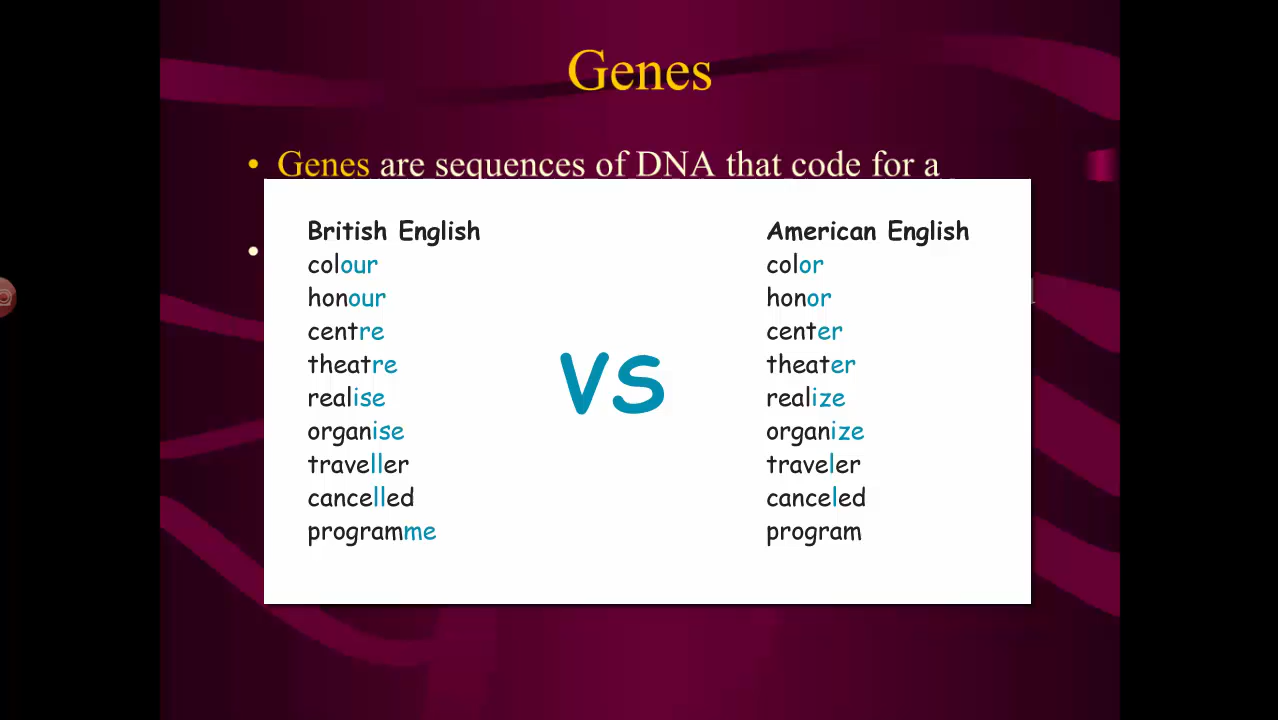 Genes
• Genes are sequences of DNA that code for a
•
British English
colour
honour
centre
theatre
realise
organise
traveller
cancelled
programme
VS
American English
color
honor
center
theater
realize
organize
traveler
canceled
program